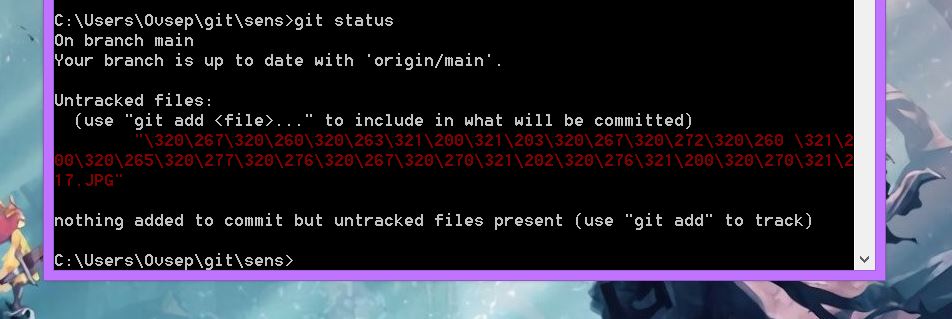 C:\Users\Ovsep\git\sens>git status
On branch main
Your branch is up to date with 'origin/main'.
Untracked files:
(use "git add <file>..." to include in what will be committed)
"\320\267\320\260\320\263\321\200\321\203\320\267\320\272\320\260 \321\2
00\320\265\320\277\320\276\320\267\320\270\321\202\320\276\321\200\320\270\321\2
17.JPG"
nothing added to commit but untracked files present (use "git add" to track)
C:\Users\Ovsep\git\sens>